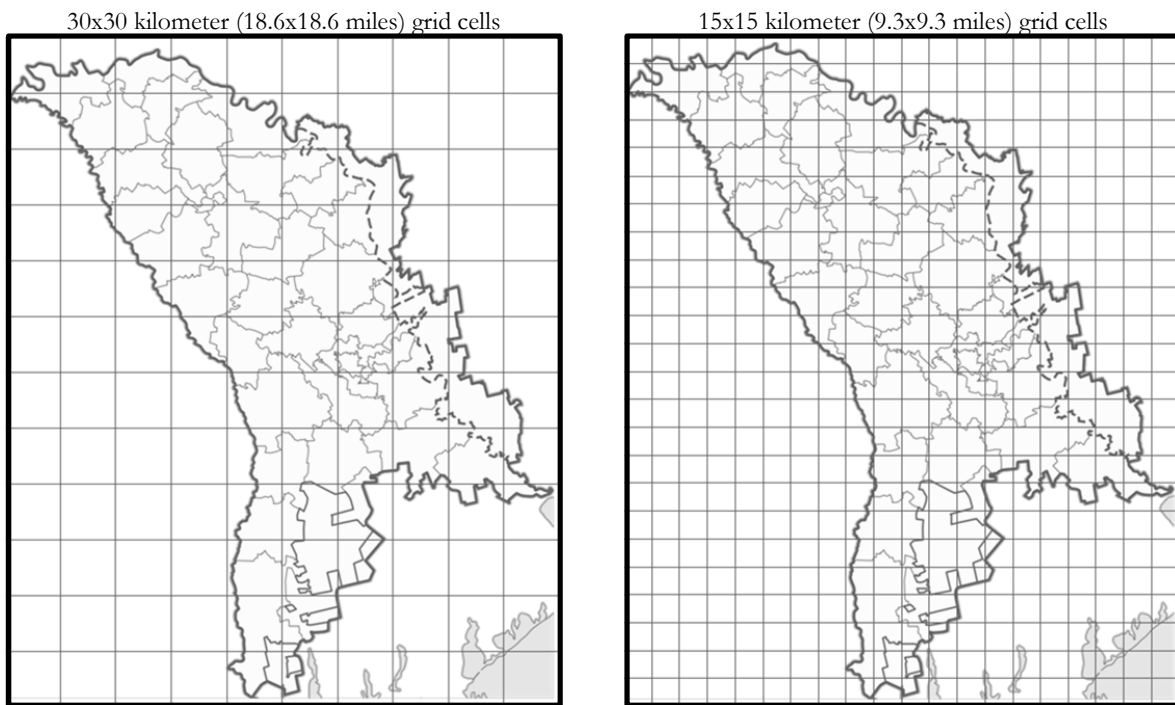 30x30 kilometer (18.6x18.6 miles) grid cells
15x15 kilometer (9.3x9.3 miles) grid cells